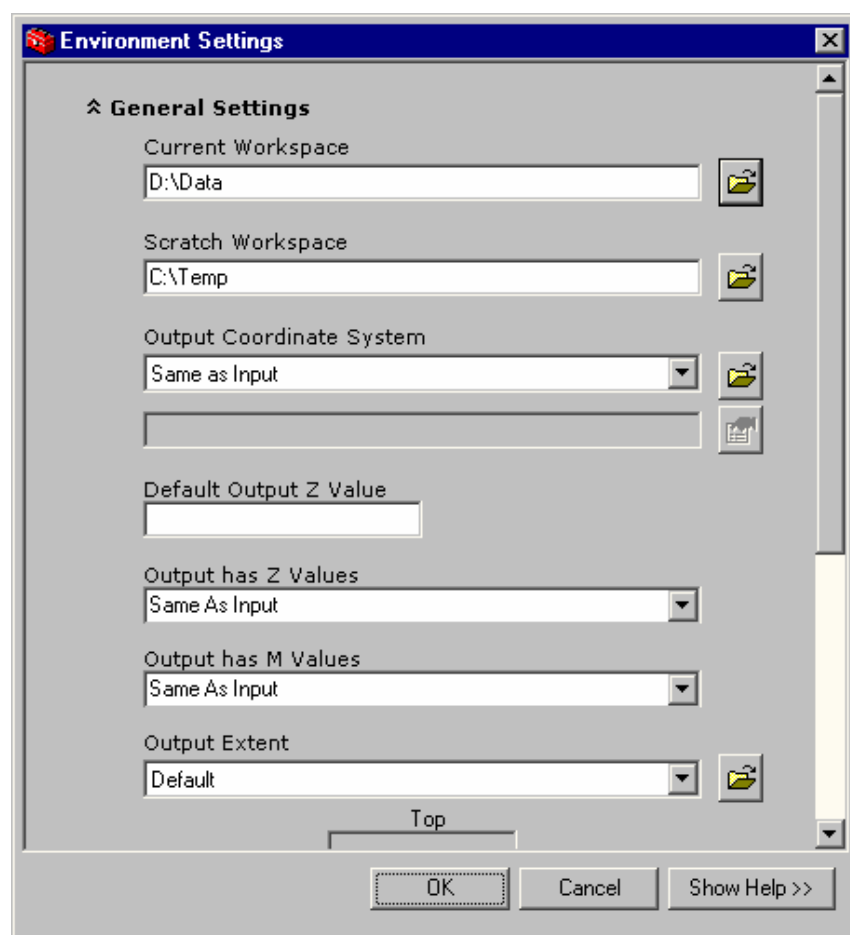 Environment Settings
General Settings
Current Workspace
D:\Data
Scratch Workspace
C:\Temp
Output Coordinate System
Same as Input
Default Output Z Value
Output has Z Values
Same As Input
Output has M Values
Same As Input
Output Extent
Default
Top
OK Cancel Show Help >>